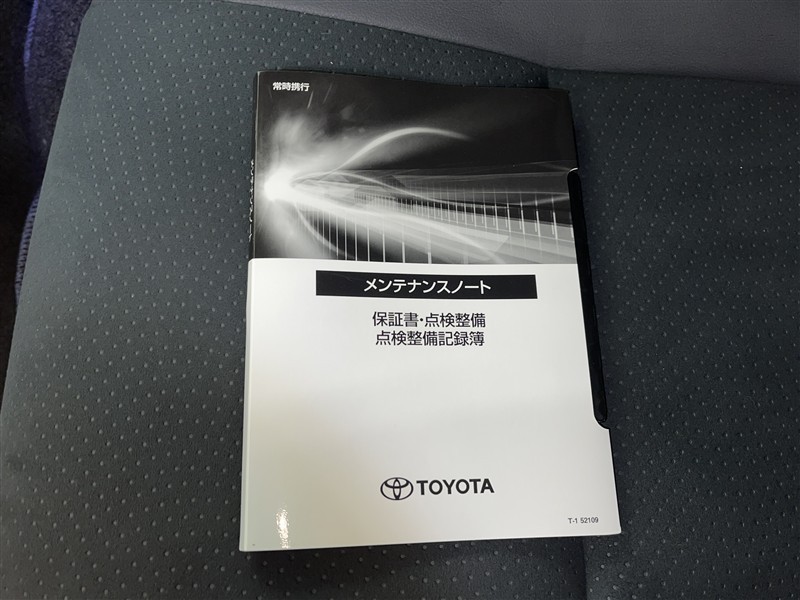 常時携行
メンテナンスノート
保証書・点検整備
点検整備記録簿
TOYOTA
T-1 52109